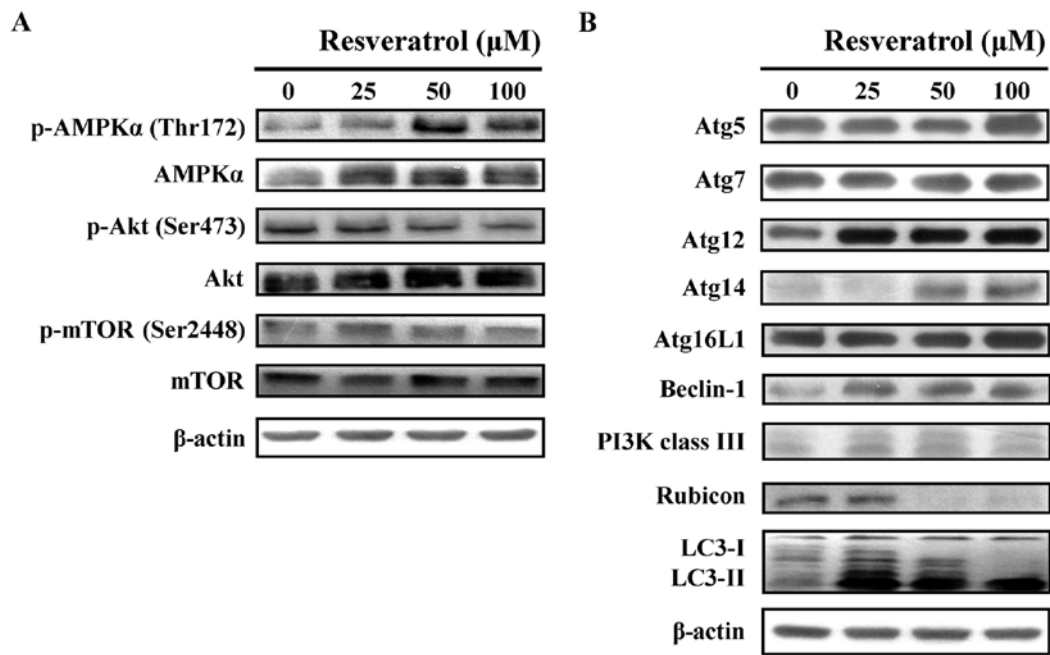 A
Resveratrol (μM)
0 25 50 100
p-AMPKα (Thr172)
AMPKα
p-Akt (Ser473)
Akt
p-mTOR (Ser2448)
mTOR
β-actin
B
Resveratrol (μM)
0 25 50 100
Atg5
Atg7
Atg12
Atg14
Atg16L1
Beclin-1
PI3K class III
Rubicon
LC3-I
LC3-II
β-actin